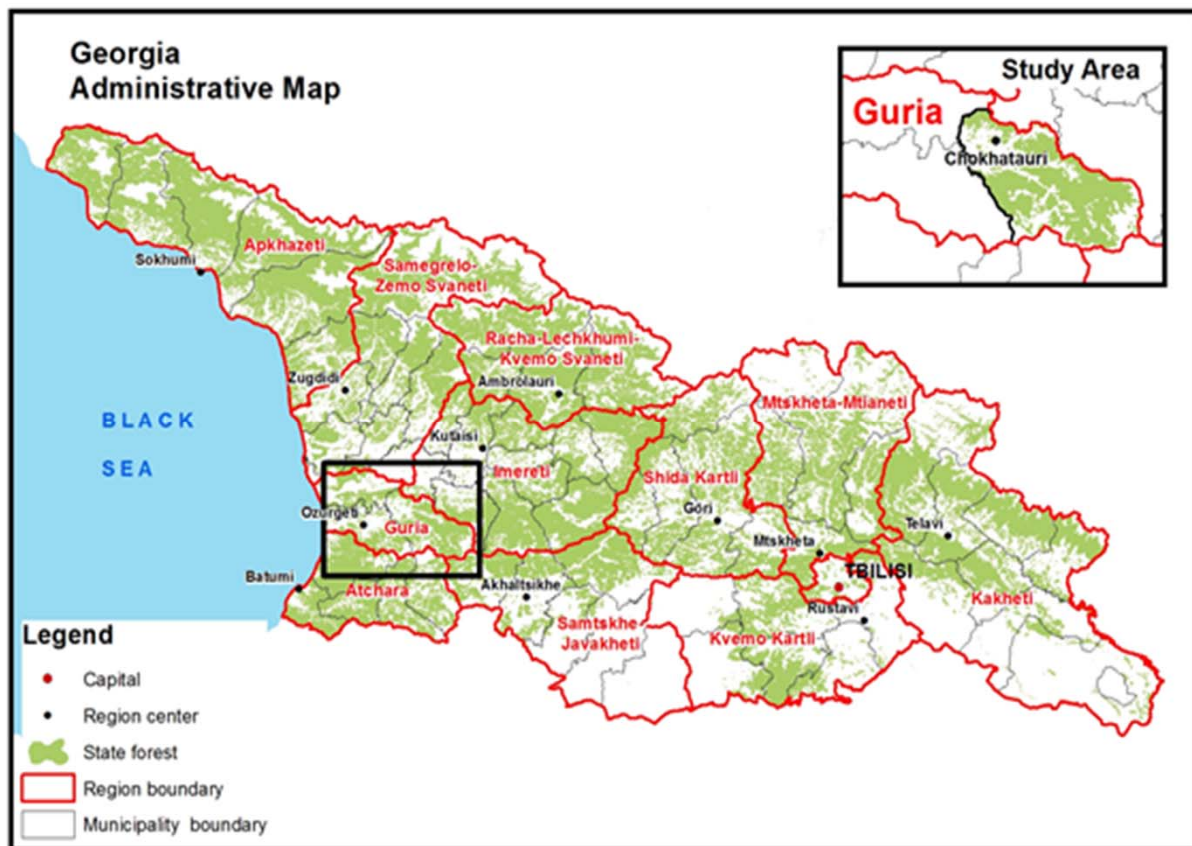 Georgia
Administrative Map
Study Area
Guria
Chokhatauri
Apkhazeti
Sokhumi
Samegrelo-
Zemo Svaneti
Racha-Lechkhumi-
Kvemo Svaneti
Zugdidi
Ambrolauri
Mtskheta-Mtianeti
BLACK
SEA
Kutaisi
Imereti
Shida Kartli
Ozurgeti
Guria
Gori
Telavi
Mtskheta
Batumi
Atchara
Akhaltsikhe
TBILISI
Kakheti
Rustavi
Samtskhe
Javakheti
Kvemo Kartli
Legend
Capital
Region center
State forest
Region boundary
Municipality boundary